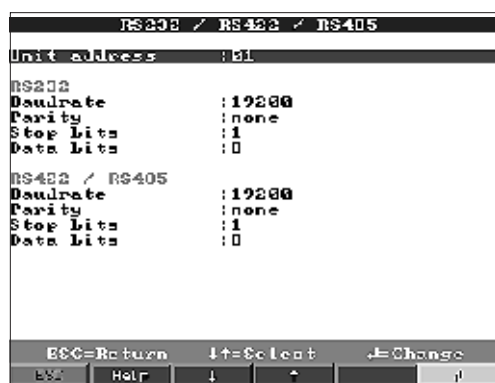 RS232 / RS422 / RS485
Unit address :01
RS232
Baudrate :19200
Parity :none
Stop bits :1
Data bits :8
RS422 / RS485
Baudrate :19200
Parity :none
Stop bits :1
Data bits :8
ESC=Return ↓↑=Select ↵=Change
ESC Help ↓ ↑ ↵